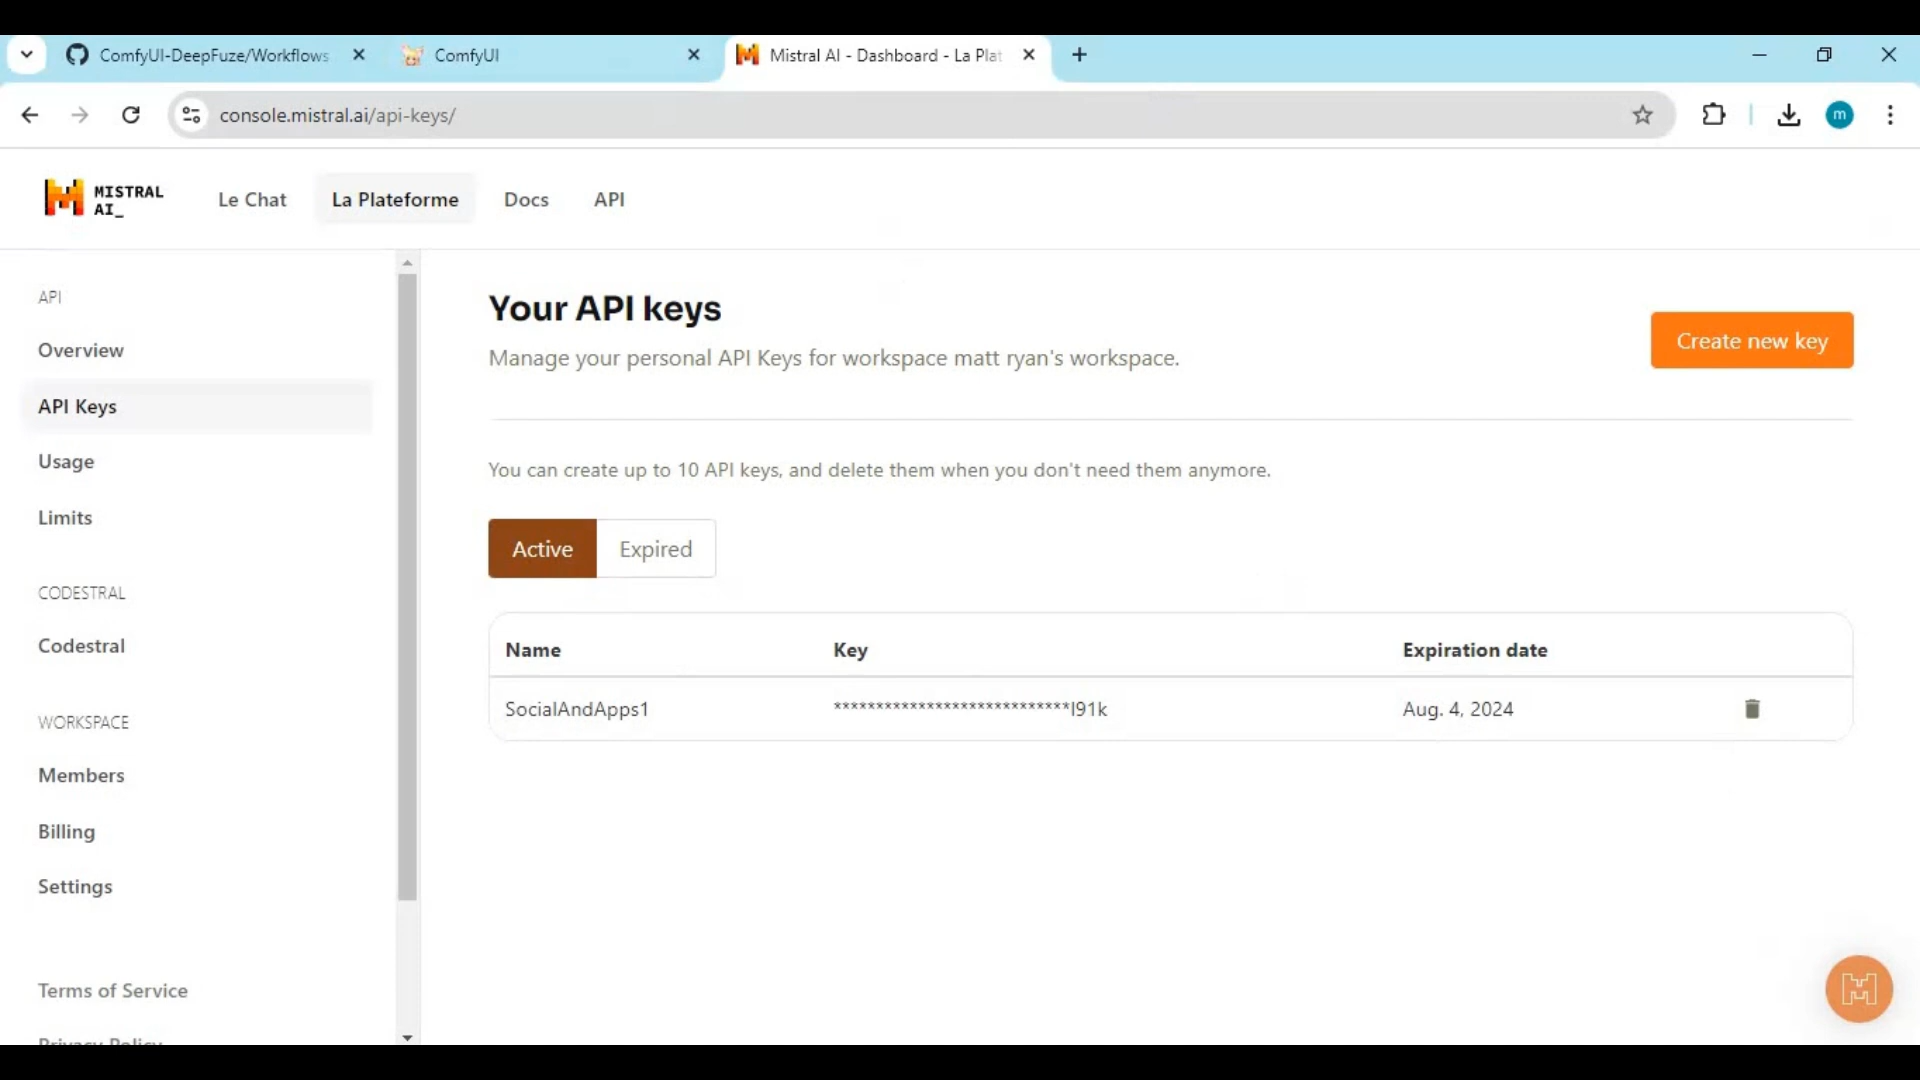 ComfyUI-DeepFuze/Workflows
ComfyUI
Mistral AI - Dashboard - La Plat
console.mistral.ai/api-keys/
m
MISTRAL
AI_
Le Chat
La Plateforme
Docs
API
API
Overview
API Keys
Usage
Limits
CODESTRAL
Codestral
WORKSPACE
Members
Billing
Settings
Terms of Service
Privacy Policy
Your API keys
Manage your personal API Keys for workspace matt ryan's workspace.
Create new key
You can create up to 10 API keys, and delete them when you don't need them anymore.
Active
Expired
Name Key Expiration date
SocialAndApps1 ****************************l91k Aug. 4, 2024